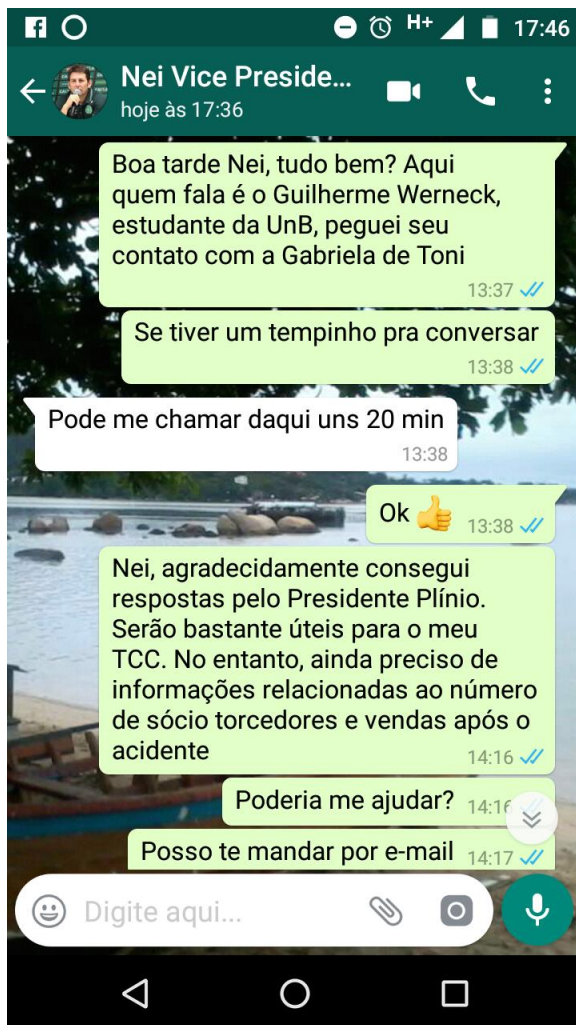 H+ 17:46
Nei Vice Preside...
hoje às 17:36
Boa tarde Nei, tudo bem? Aqui
quem fala é o Guilherme Werneck,
estudante da UnB, peguei seu
contato com a Gabriela de Toni
13:37
Se tiver um tempinho pra conversar
13:38
Pode me chamar daqui uns 20 min
13:38
Ok 👍 13:38
Nei, agradecidamente consegui
respostas pelo Presidente Plínio.
Serão bastante úteis para o meu
TCC. No entanto, ainda preciso de
informações relacionadas ao número
de sócio torcedores e vendas após o
acidente 14:16
Poderia me ajudar? 14:16
Posso te mandar por e-mail 14:17
Digite aqui...